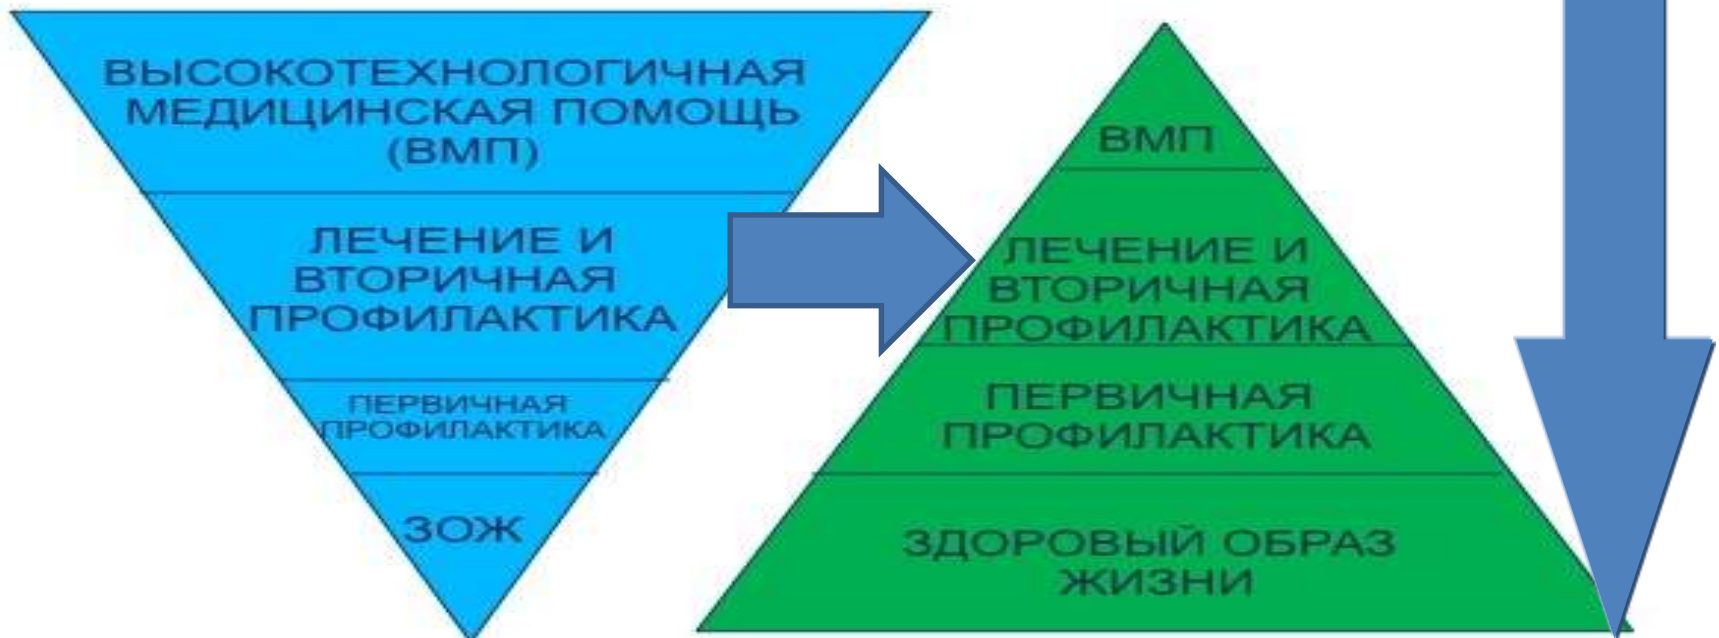 ВЫСОКОТЕХНОЛОГИЧНАЯ
МЕДИЦИНСКАЯ ПОМОЩЬ
(ВМП)
ЛЕЧЕНИЕ И
ВТОРИЧНАЯ
ПРОФИЛАКТИКА
ПЕРВИЧНАЯ
ПРОФИЛАКТИКА
ЗОЖ
ВМП
ЛЕЧЕНИЕ И
ВТОРИЧНАЯ
ПРОФИЛАКТИКА
ПЕРВИЧНАЯ
ПРОФИЛАКТИКА
ЗДОРОВЫЙ ОБРАЗ
ЖИЗНИ